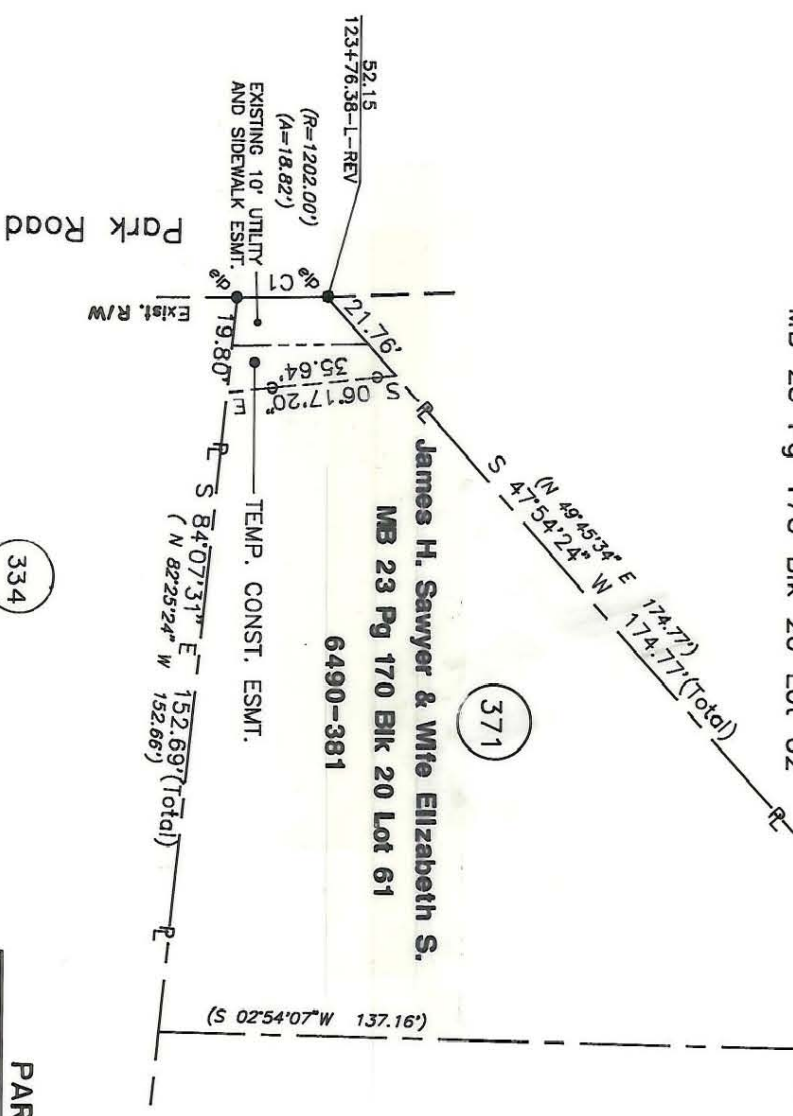 52.15
123+76.38-L-REV
(R=1202.00')
(A=18.82')
EXISTING 10' UTILITY
AND SIDEWALK ESMT.
Park Road
Exist. R/W
eip
C1
eip
21.76'
19.80'
S 06°17'20" E
35.64'
PL
TEMP. CONST. ESMT.
PL
S 84°07'31" E 152.69'(Total)
( N 82°25'24" W 152.66')
PL
(N 49°45'34" E 174.77')
S 47°54'24" W 174.77'(Total)
PL
James H. Sawyer & Wife Elizabeth S.
MB 23 Pg 170 Blk 20 Lot 61
6490-381
371
334
(S 02°54'07"W 137.16')
PAR